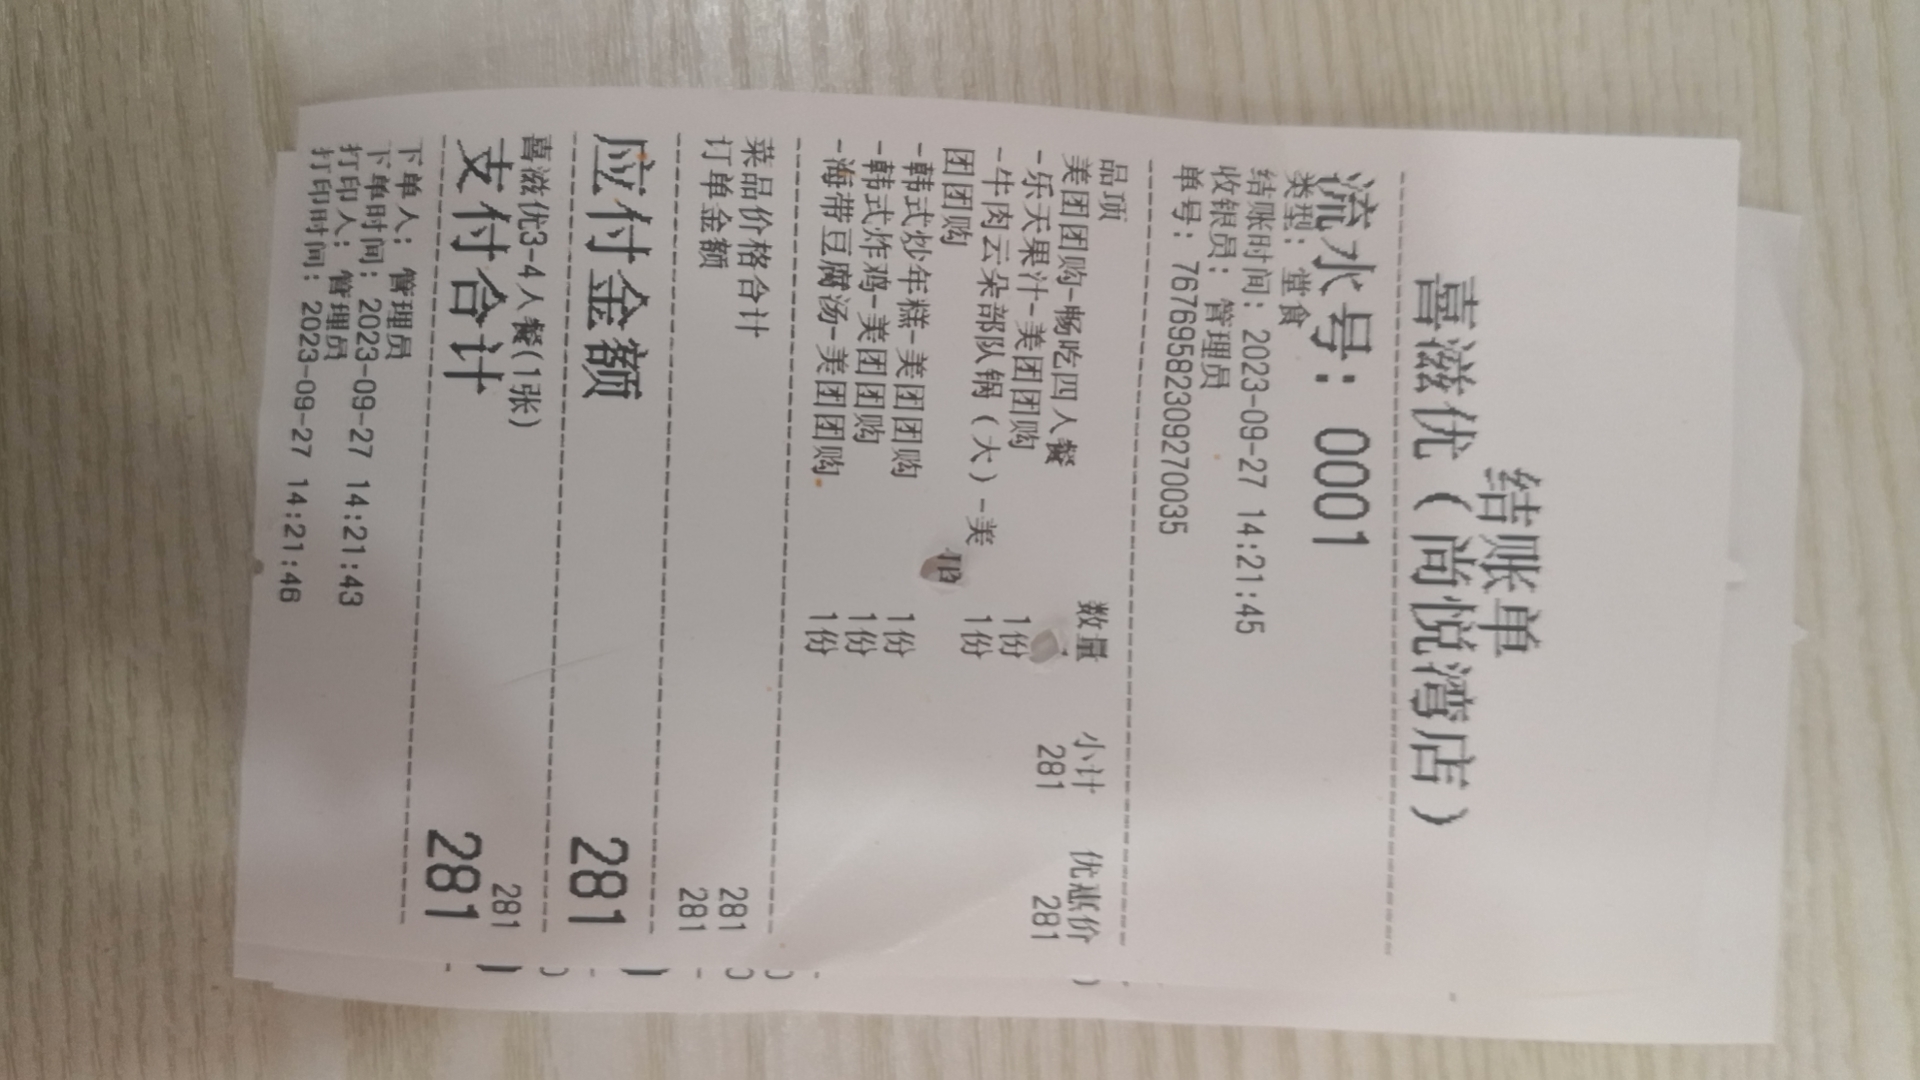 结账单
喜滋优（尚悦湾店）
流水号：0001
类型：堂食
结账时间：2023-09-27 14:21:45
收银员：管理员
单号：76769582309270035
品项 数量 小计 优惠价
美团团购-畅吃四人餐 281 281
-乐天果汁-美团团购 1份
-牛肉云朵部队锅（大）-美 1份
团团购
-韩式炒年糕-美团团购 1份
-韩式炸鸡-美团团购 1份
-海带豆腐汤-美团团购 1份
菜品价格合计 281
订单金额 281
应付金额 281
喜滋优3-4人餐(1张) 281
支付合计 281
下单人：管理员
下单时间：2023-09-27 14:21:43
打印人：管理员
打印时间：2023-09-27 14:21:46